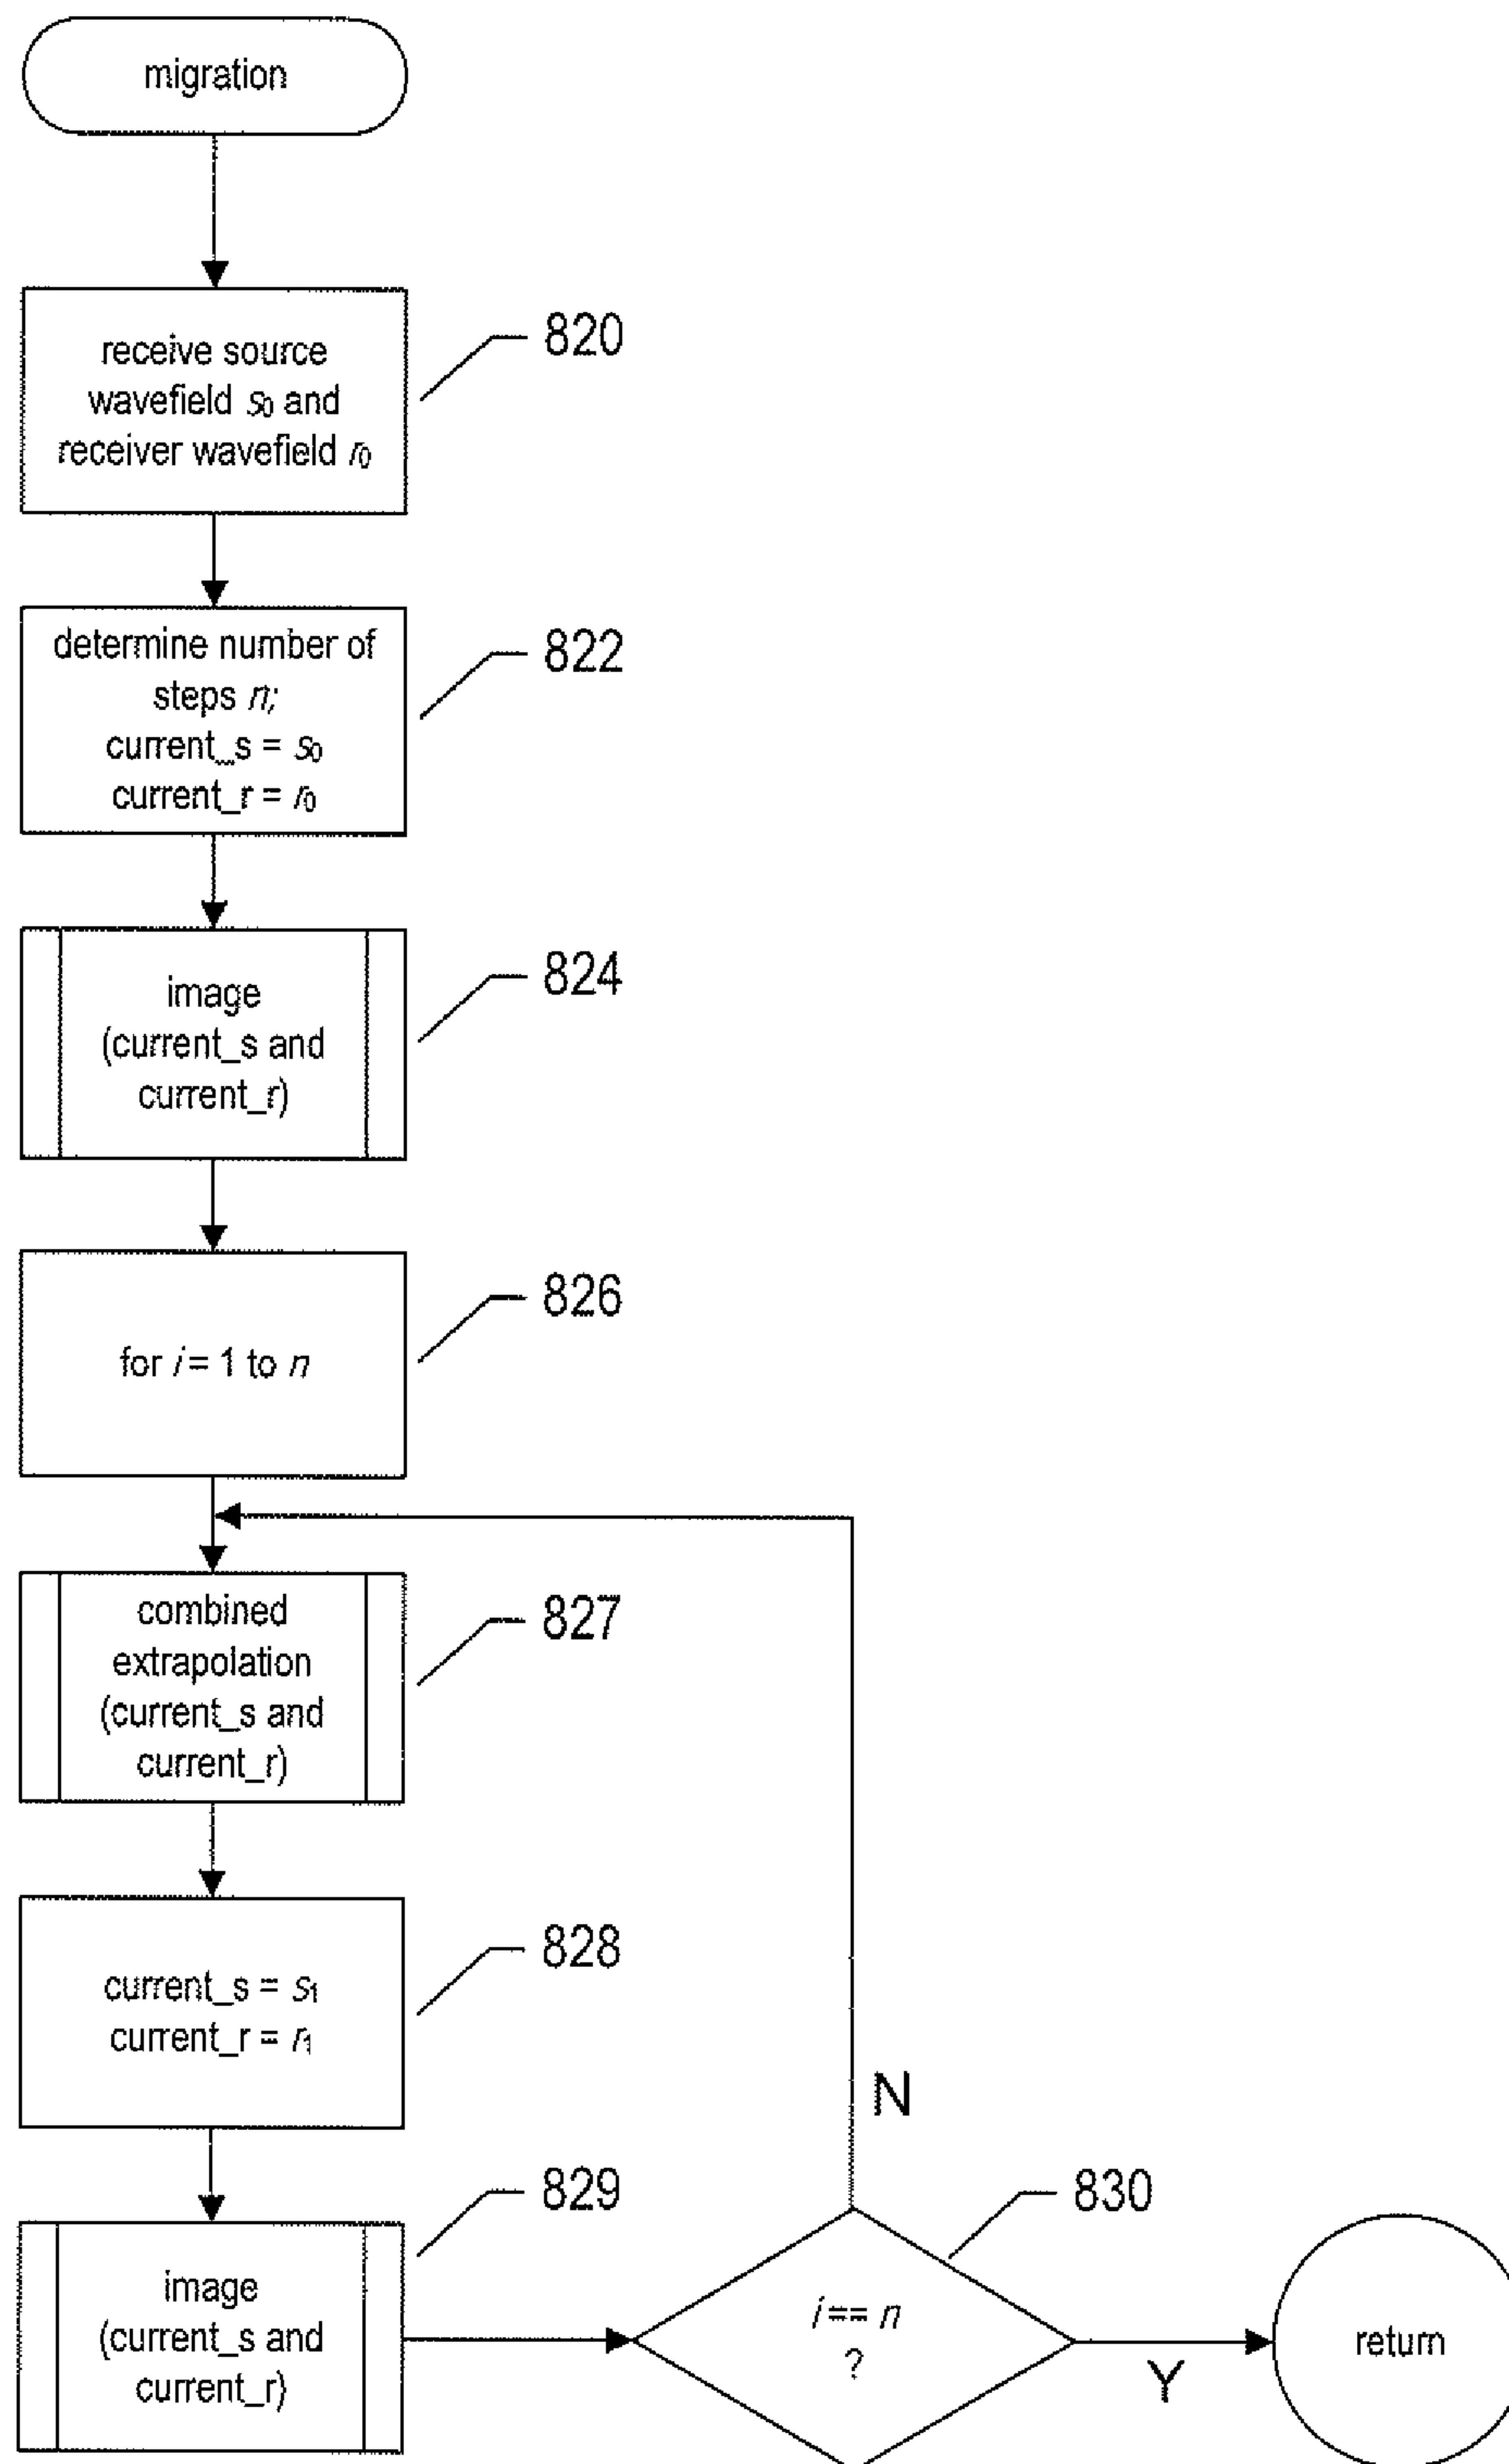 migration
receive source
wavefield s₀ and
receiver wavefield r₀
820
determine number of
steps n;
current_s = s₀
current_r = r₀
822
image
(current_s and
current_r)
824
for i = 1 to n
826
combined
extrapolation
(current_s and
current_r)
827
current_s = s₁
current_r = r₁
828
N
image
(current_s and
current_r)
829
i == n
?
830
Y
return